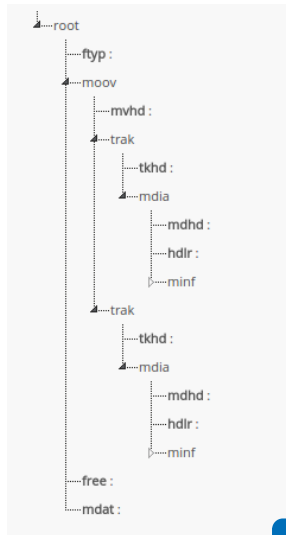 root
ftyp :
moov
mvhd :
trak
tkhd :
mdia
mdhd :
hdlr :
minf
trak
tkhd :
mdia
mdhd :
hdlr :
minf
free :
mdat :